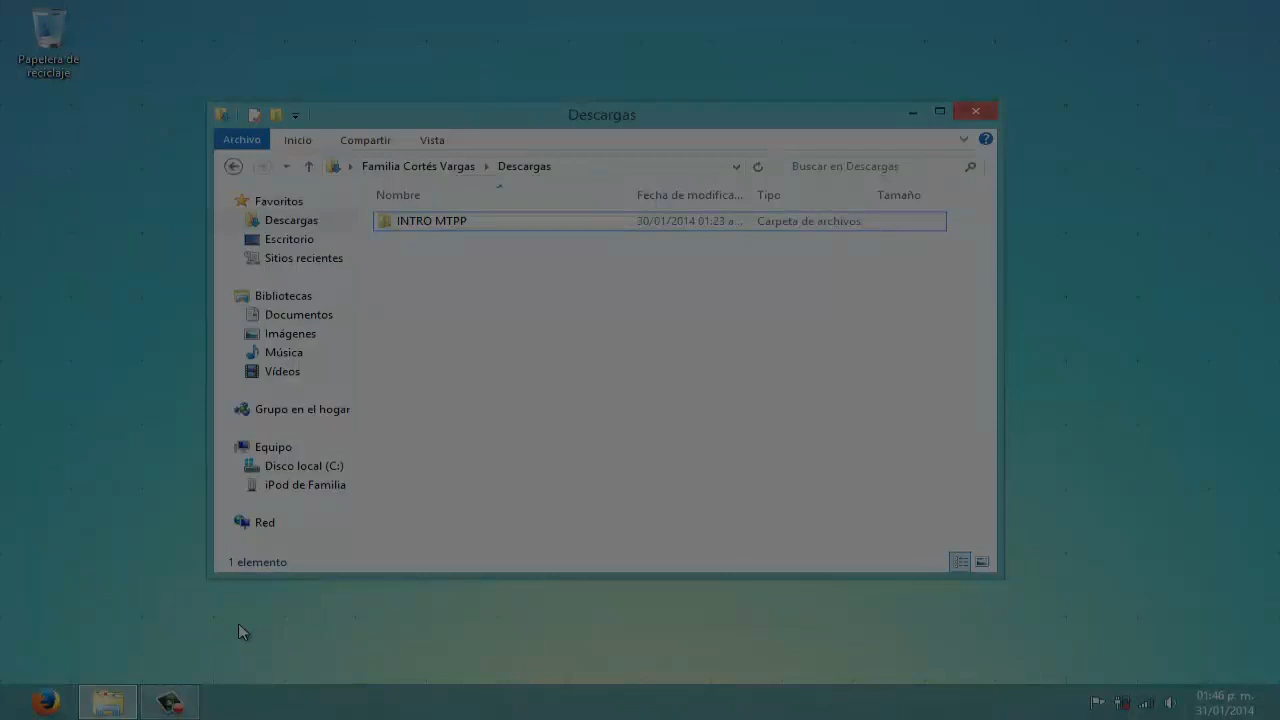 Papelera de
reciclaje
Descargas
Archivo Inicio Compartir Vista
Familia Cortés Vargas Descargas Buscar en Descargas
Nombre Fecha de modifica... Tipo Tamaño
INTRO MTPP 30/01/2014 01:23 a... Carpeta de archivos
Favoritos
Descargas
Escritorio
Sitios recientes
Bibliotecas
Documentos
Imágenes
Música
Vídeos
Grupo en el hogar
Equipo
Disco local (C:)
iPod de Familia
Red
1 elemento
01:46 p. m.
31/01/2014